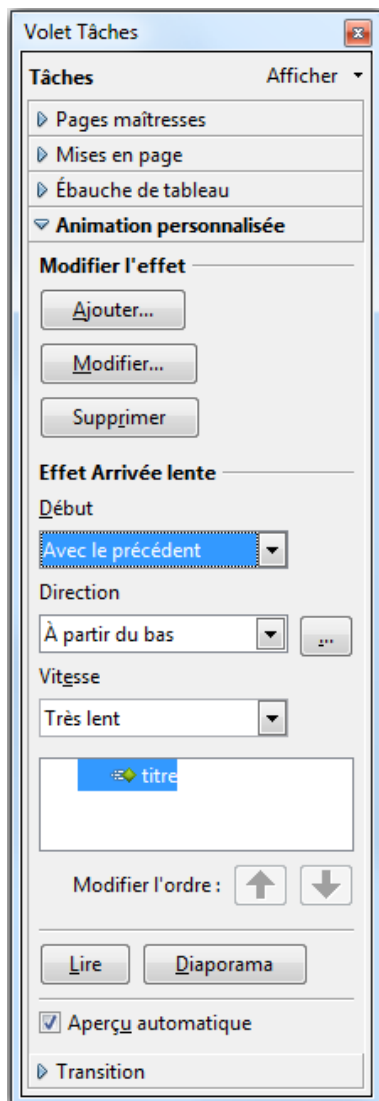 Volet Tâches
Tâches Afficher
Pages maîtresses
Mises en page
Ébauche de tableau
Animation personnalisée
Modifier l'effet
Ajouter...
Modifier...
Supprimer
Effet Arrivée lente
Début
Avec le précédent
Direction
À partir du bas
...
Vitesse
Très lent
titre
Modifier l'ordre :
Lire Diaporama
Aperçu automatique
Transition